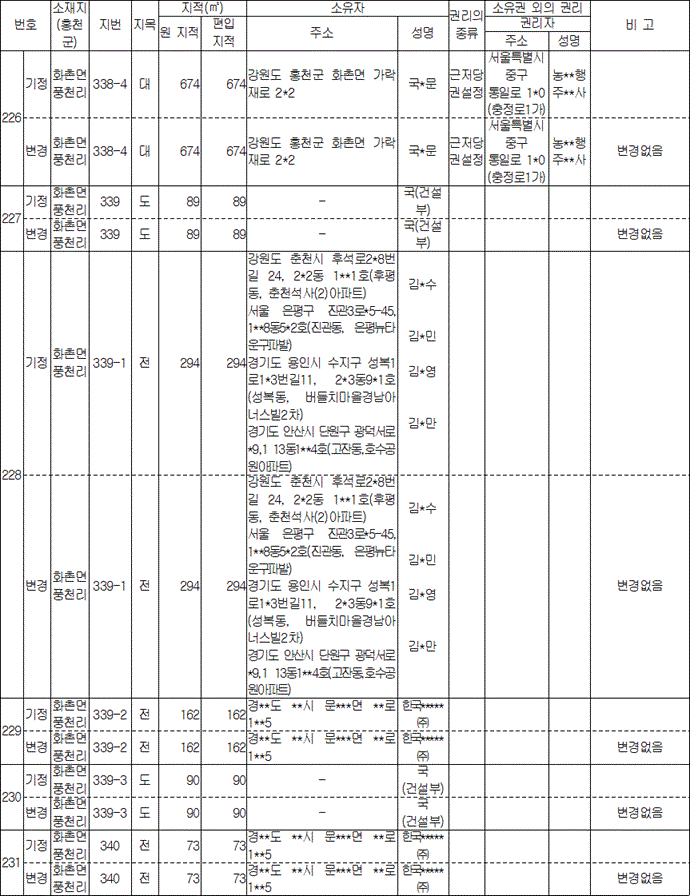 번호 소재지(홍천군) 지번 지목 지적(㎡) 소유자 권리의 종류 소유권 외의 권리 비 고
원 지적 편입 지적 주소 성명 권리자
주소 성명
226 기정 화촌면 풍천리 338-4 대 674 674 강원도 홍천군 화촌면 가락재로 2*2 국*문 근저당권설정 서울특별시 중구 통일로 1*0 (충정로1가) 농**행 주**사
변경 화촌면 풍천리 338-4 대 674 674 강원도 홍천군 화촌면 가락재로 2*2 국*문 근저당권설정 서울특별시 중구 통일로 1*0 (충정로1가) 농**행 주**사 변경없음
227 기정 화촌면 풍천리 339 도 89 89 - 국(건설부)
변경 화촌면 풍천리 339 도 89 89 - 국(건설부) 변경없음
228 기정 화촌면 풍천리 339-1 전 294 294
강원도 춘천시 후석로2*8번길 24, 2*2동 1**1호(후평동, 춘천석사(2)아파트) 김*수
서울 은평구 진관3로*5-45, 1**8동5*2호(진관동, 은평뉴타운구파발) 김*민
경기도 용인시 수지구 성복1로1*3번길11, 2*3동9*1호(성복동, 버들치마을경남아너스빌2차) 김*영
경기도 안산시 단원구 광덕서로*9,1 13동1**4호(고잔동,호수공원아파트) 김*만
변경 화촌면 풍천리 339-1 전 294 294 변경없음
강원도 춘천시 후석로2*8번길 24, 2*2동 1**1호(후평동, 춘천석사(2)아파트) 김*수
서울 은평구 진관3로*5-45, 1**8동5*2호(진관동, 은평뉴타운구파발) 김*민
경기도 용인시 수지구 성복1로1*3번길11, 2*3동9*1호(성복동, 버들치마을경남아너스빌2차) 김*영
경기도 안산시 단원구 광덕서로*9,1 13동1**4호(고잔동,호수공원아파트) 김*만
229 기정 화촌면 풍천리 339-2 전 162 162 경**도 **시 문***면 **로 1**5 한국*****㈜
변경 화촌면 풍천리 339-2 전 162 162 경**도 **시 문***면 **로 1**5 한국*****㈜ 변경없음
230 기정 화촌면 풍천리 339-3 도 90 90 - 국(건설부)
변경 화촌면 풍천리 339-3 도 90 90 - 국(건설부) 변경없음
231 기정 화촌면 풍천리 340 전 73 73 경**도 **시 문***면 **로 1**5 한국*****㈜
변경 화촌면 풍천리 340 전 73 73 경**도 **시 문***면 **로 1**5 한국*****㈜ 변경없음